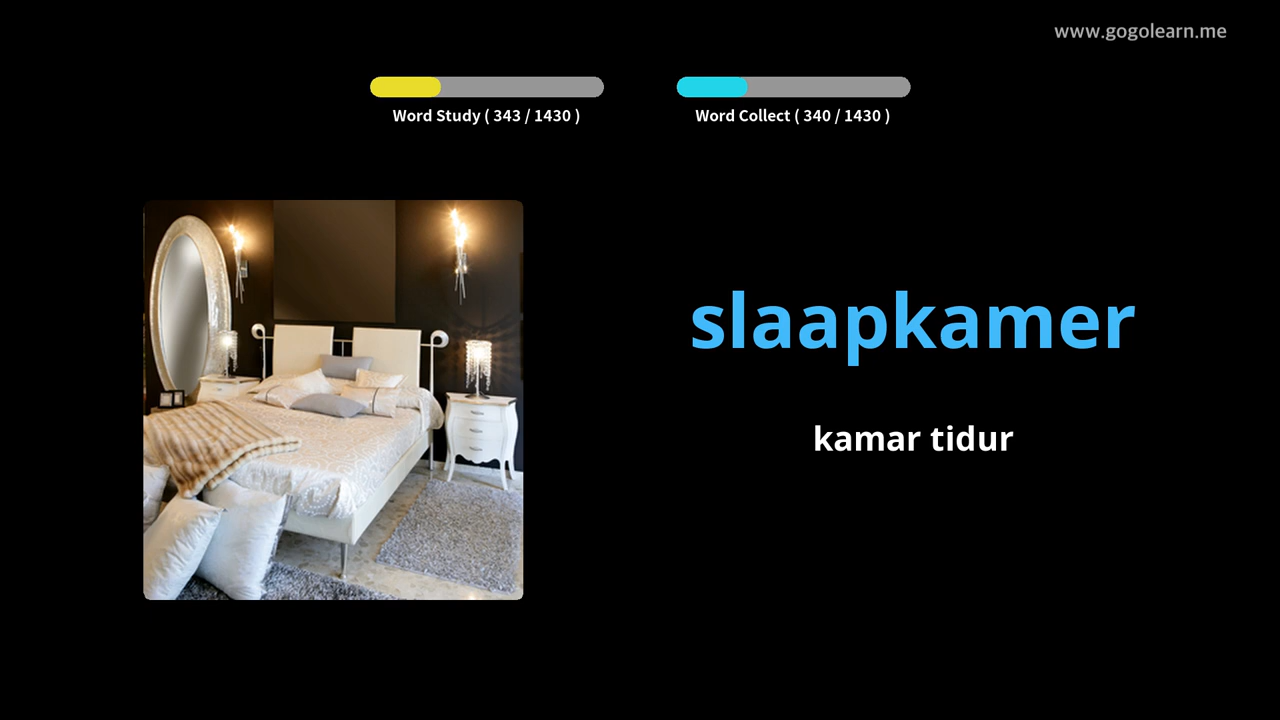 www.gogolearn.me
Word Study ( 343 / 1430 )
Word Collect ( 340 / 1430 )
slaapkamer
kamar tidur